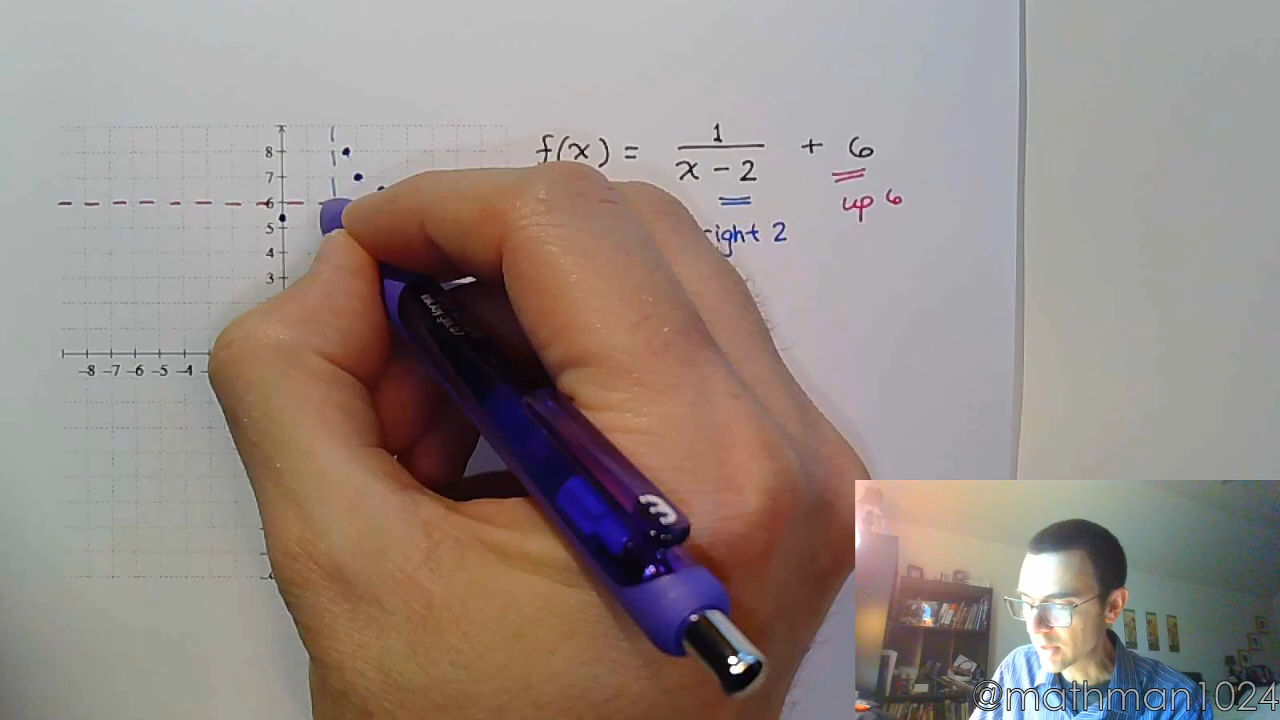 f(x) = 1/(x - 2) + 6
up 6
right 2
8
7
6
5
4
3
-8 -7 -6 -5 -4
@mathman1024